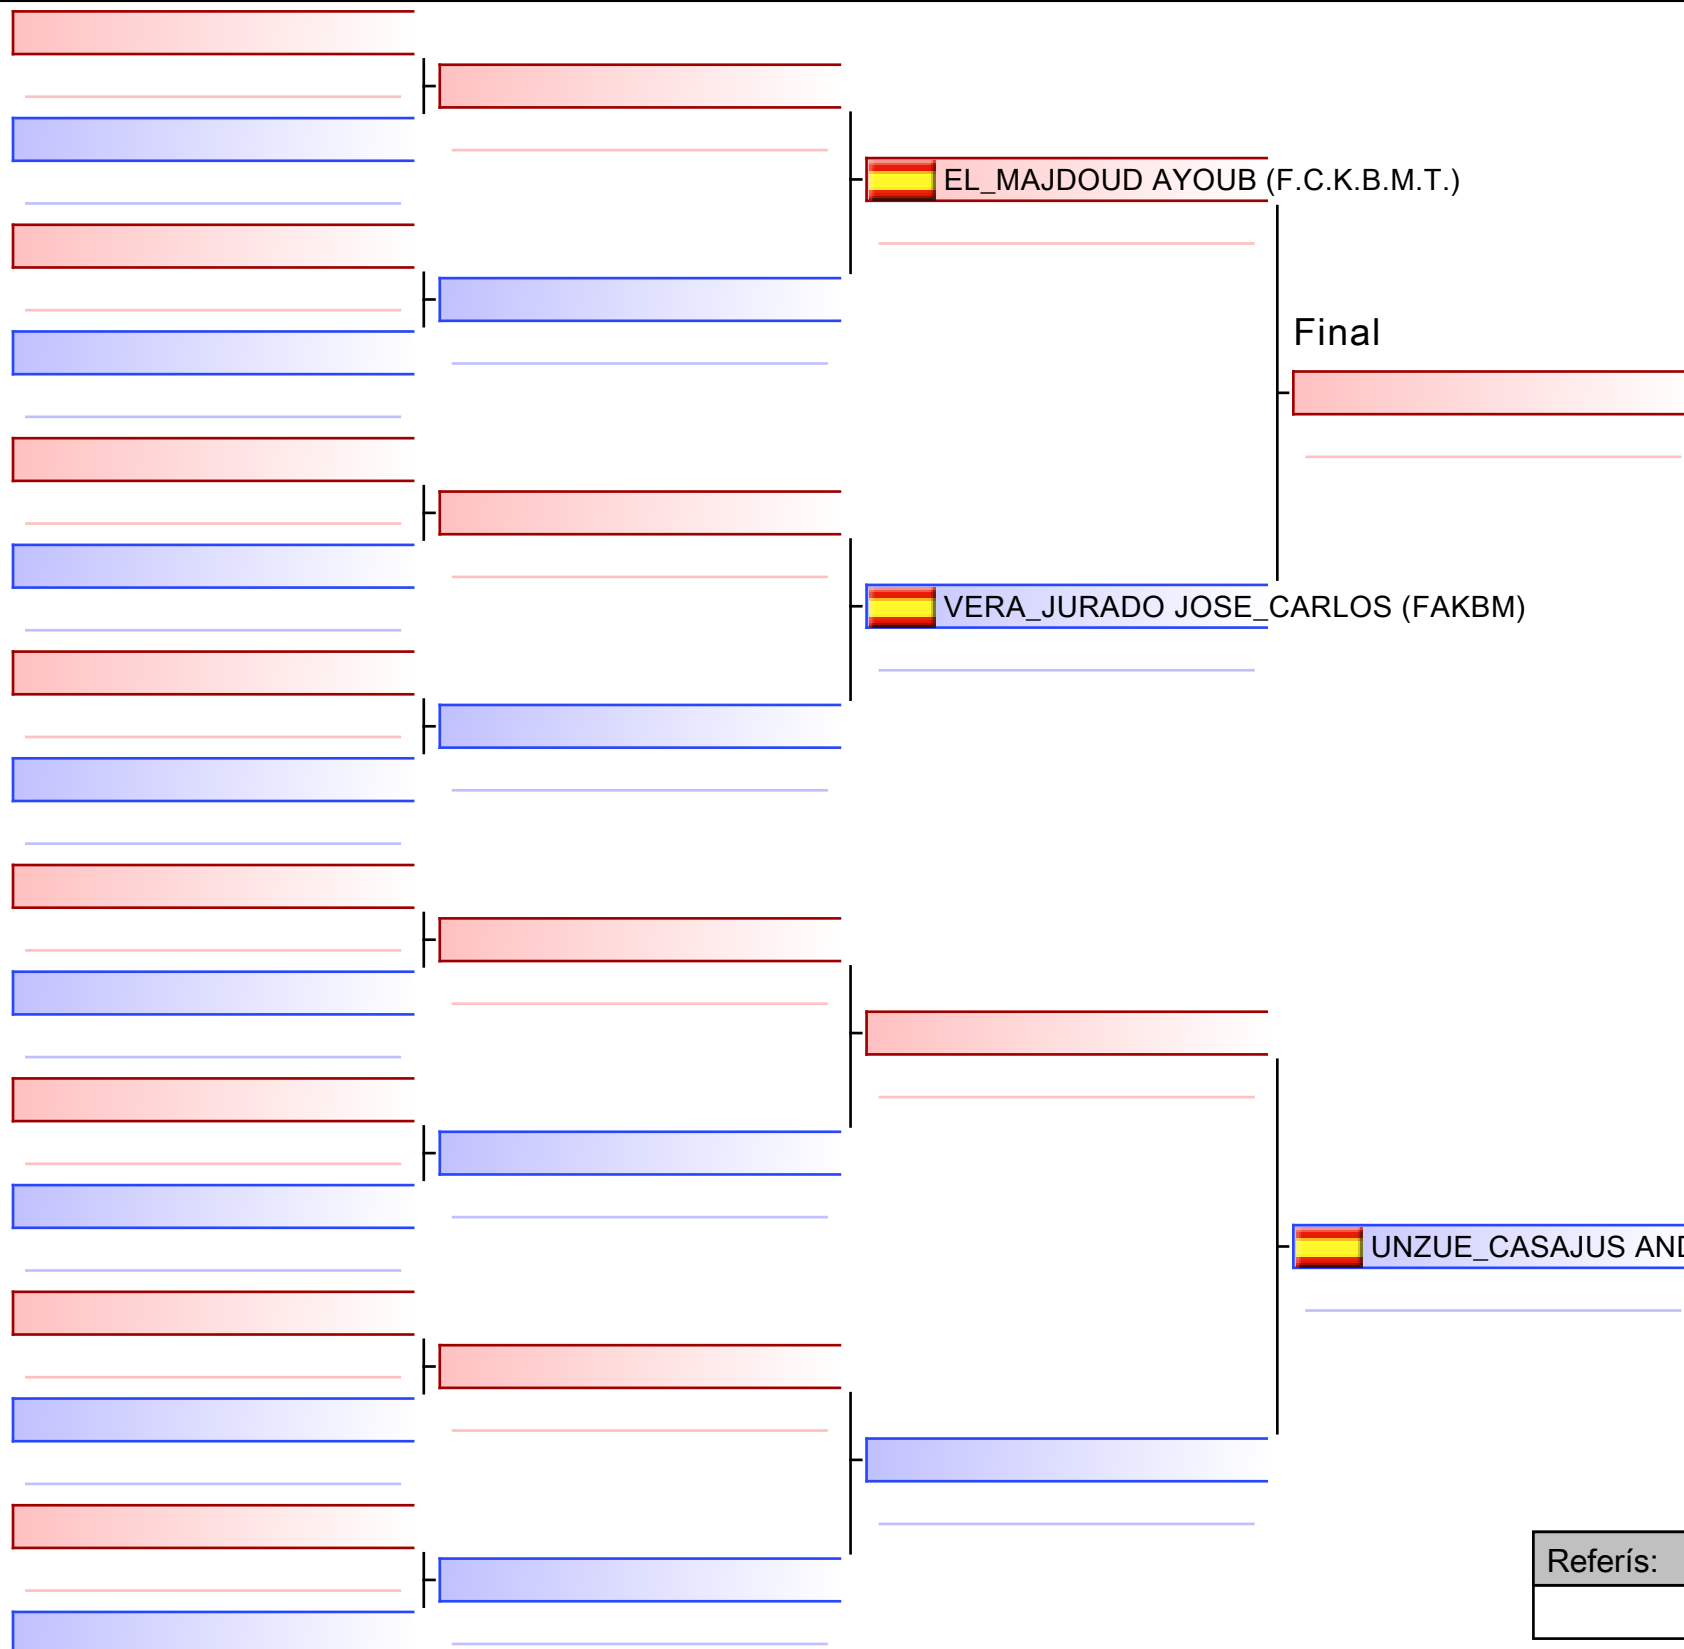 EL_MAJDOUD AYOUB (F.C.K.B.M.T.)
Final
VERA_JURADO JOSE_CARLOS (FAKBM)
UNZUE_CASAJUS
Referís: